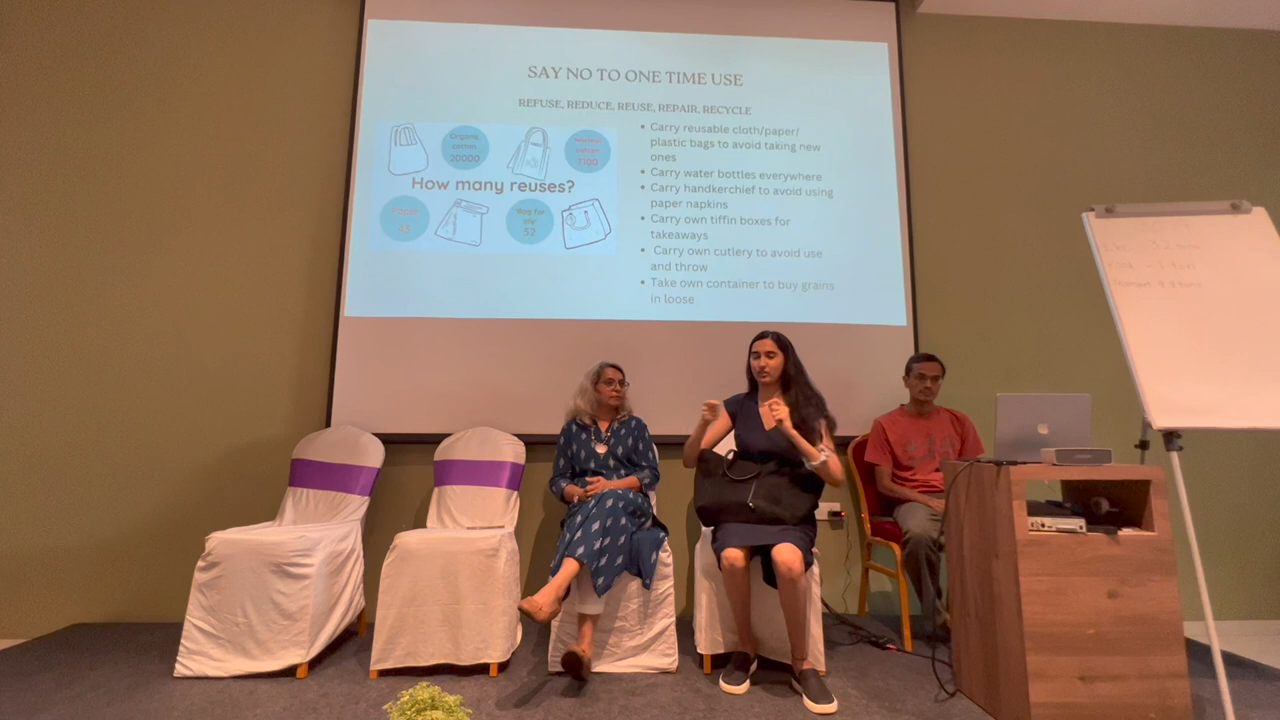 SAY NO TO ONE TIME USE
REFUSE, REDUCE, REUSE, REPAIR, RECYCLE
Organic
cotton
20000
7100
How many reuses?
Paper
43
Bag for
life
52
• Carry reusable cloth/paper/
plastic bags to avoid taking new
ones
• Carry water bottles everywhere
• Carry handkerchief to avoid using
paper napkins
• Carry own tiffin boxes for
takeaways
• Carry own cutlery to avoid use
and throw
• Take own container to buy grains
in loose